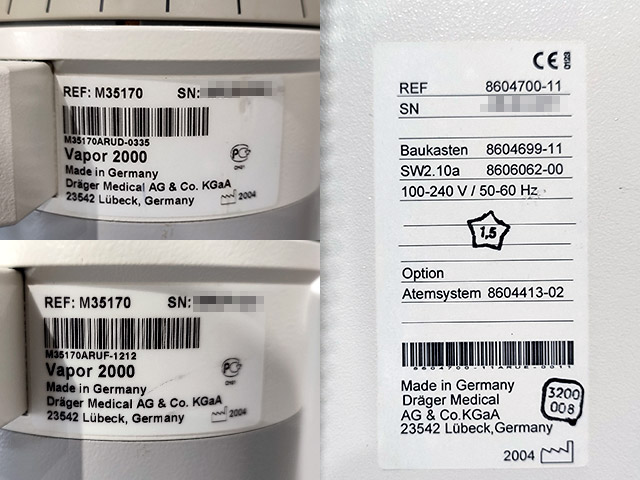 REF: M35170 SN:
M35170ARUD-0335
Vapor 2000
Made in Germany
Dräger Medical AG & Co. KGaA
23542 Lübeck, Germany 2004
REF: M35170 SN:
M35170ARUF-1212
Vapor 2000
Made in Germany
Dräger Medical AG & Co. KGaA
23542 Lübeck, Germany 2004
CE 0123
REF 8604700-11
SN
Baukasten 8604699-11
SW2.10a 8606062-00
100-240 V / 50-60 Hz
1,5
Option
Atemsystem 8604413-02
8604700-11ARUE-0011
Made in Germany
Dräger Medical
AG & Co.KGaA
23542 Lübeck,Germany
3200
008
2004